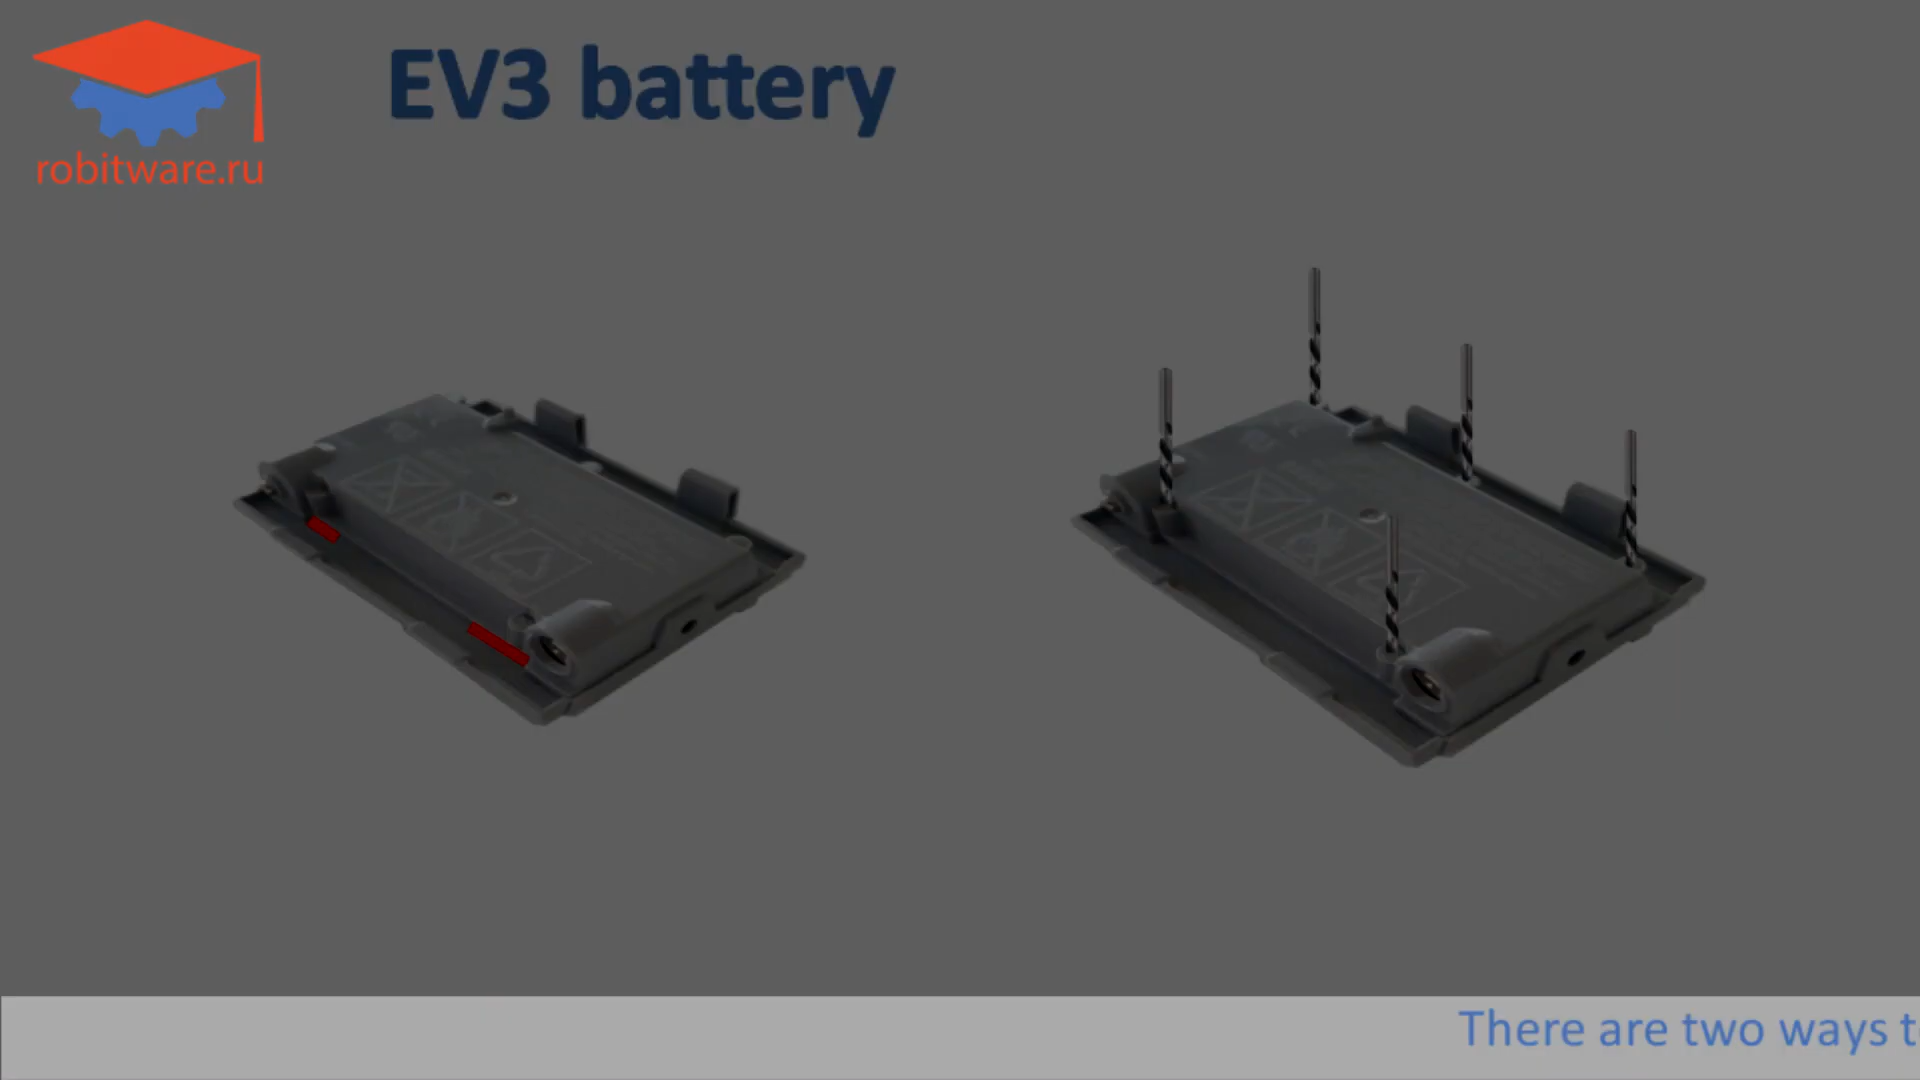 EV3 battery
robitware.ru
There are two ways t